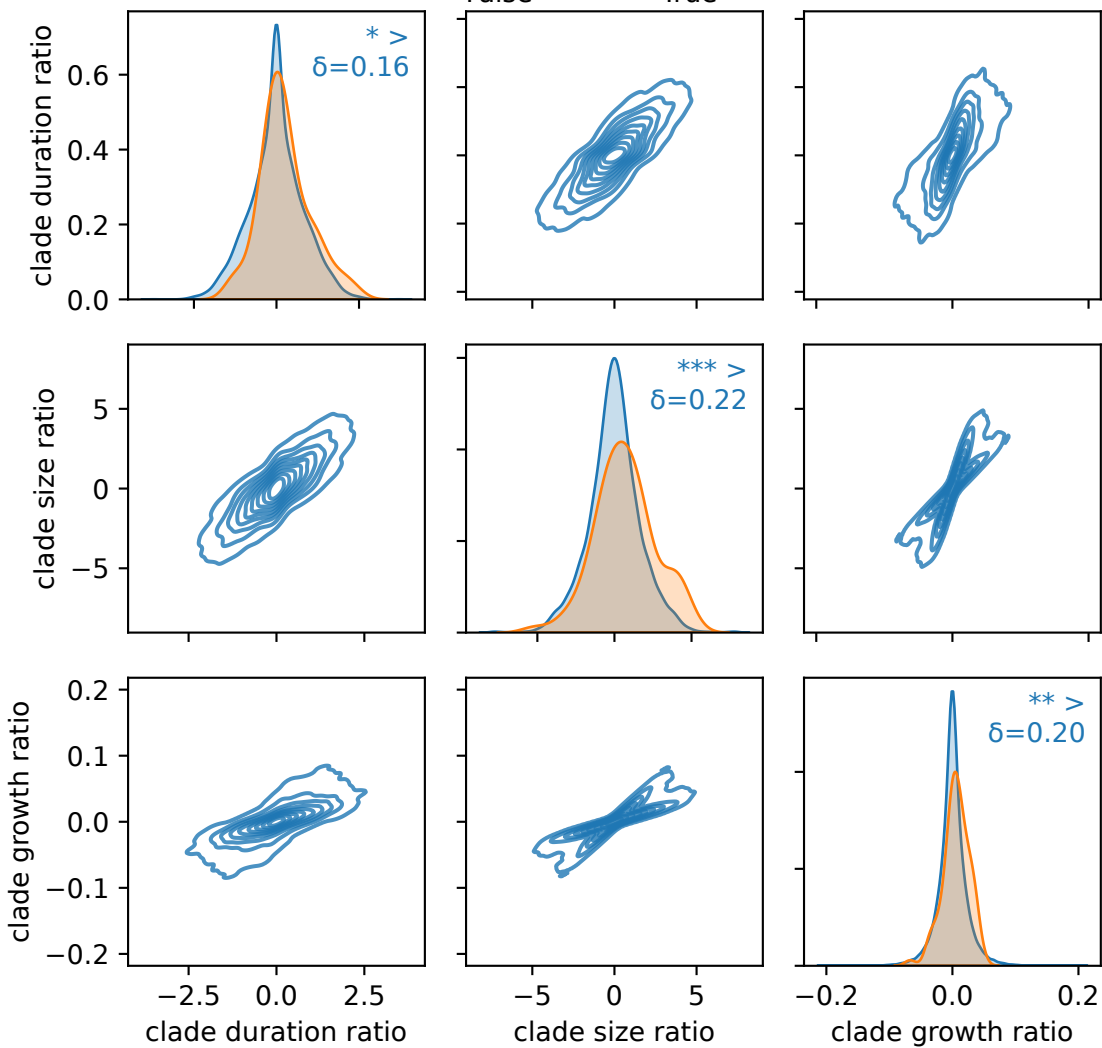 False True
clade duration ratio
0.6
0.4
0.2
0.0
* >
δ=0.16
clade size ratio
5
0
−5
*** >
δ=0.22
clade growth ratio
0.2
0.1
0.0
−0.1
−0.2
** >
δ=0.20
−2.5 0.0 2.5
−5 0 5
−0.2 0.0 0.2
clade duration ratio
clade size ratio
clade growth ratio